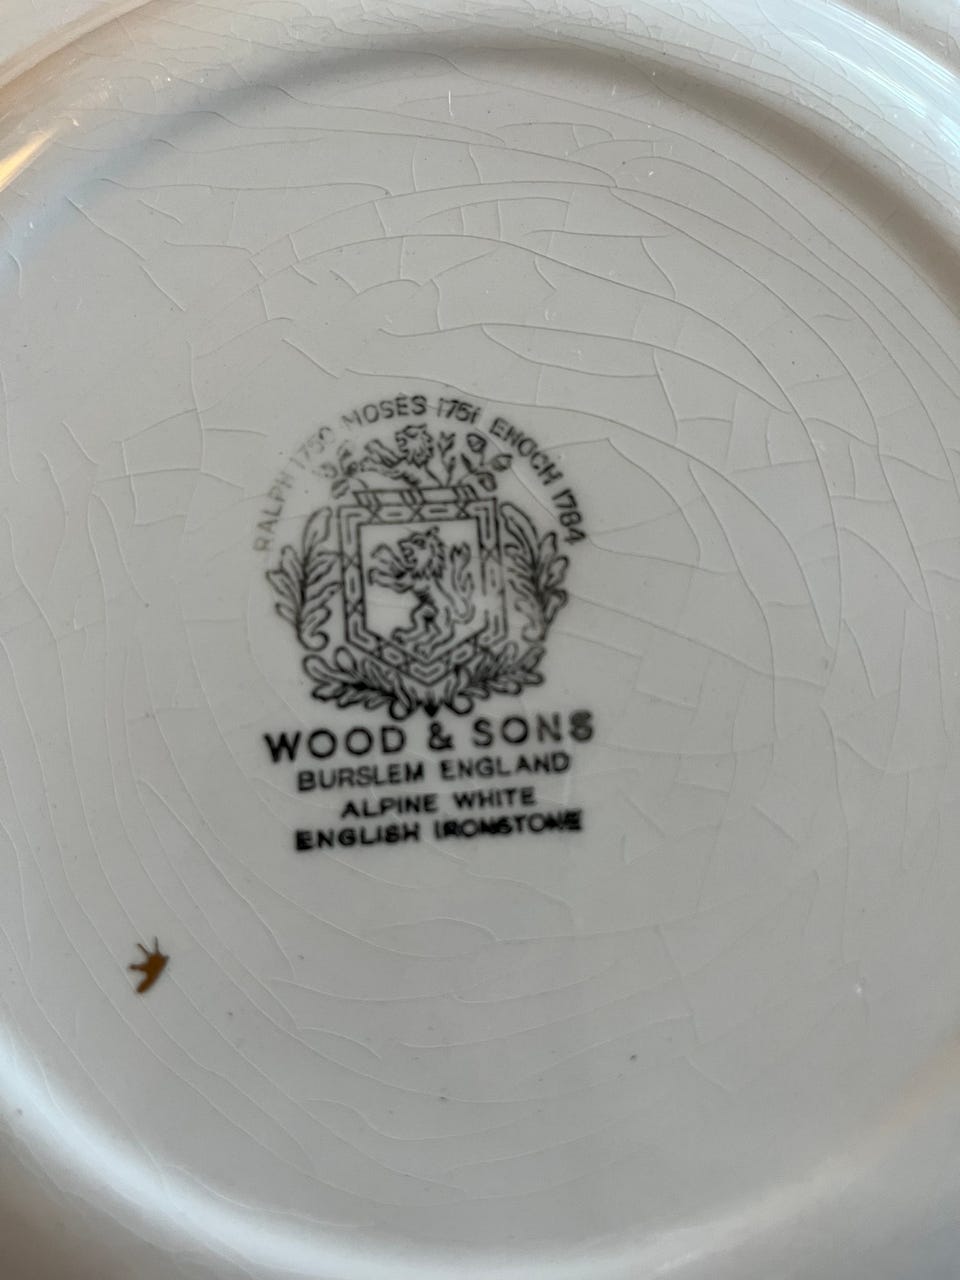 RALPH 1750 MOSES 1751 ENOCH 1784
WOOD & SONS
BURSLEM ENGLAND
ALPINE WHITE
ENGLISH IRONSTONE